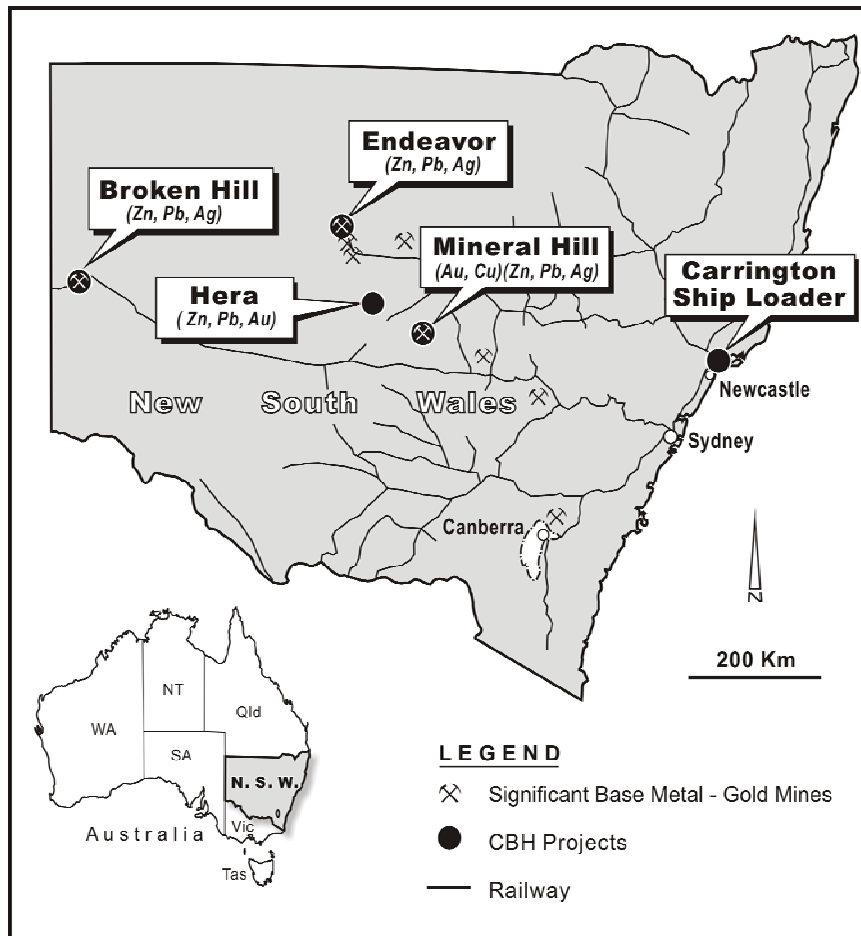 Endeavor
(Zn, Pb, Ag)
Broken Hill
(Zn, Pb, Ag)
Mineral Hill
(Au, Cu)(Zn, Pb, Ag)
Carrington
Ship Loader
Hera
( Zn, Pb, Au)
Newcastle
New South Wales
Sydney
Canberra
N
200 Km
NT
WA
Qld
SA
N. S. W.
Australia
Vic
Tas
LEGEND
Significant Base Metal - Gold Mines
CBH Projects
Railway